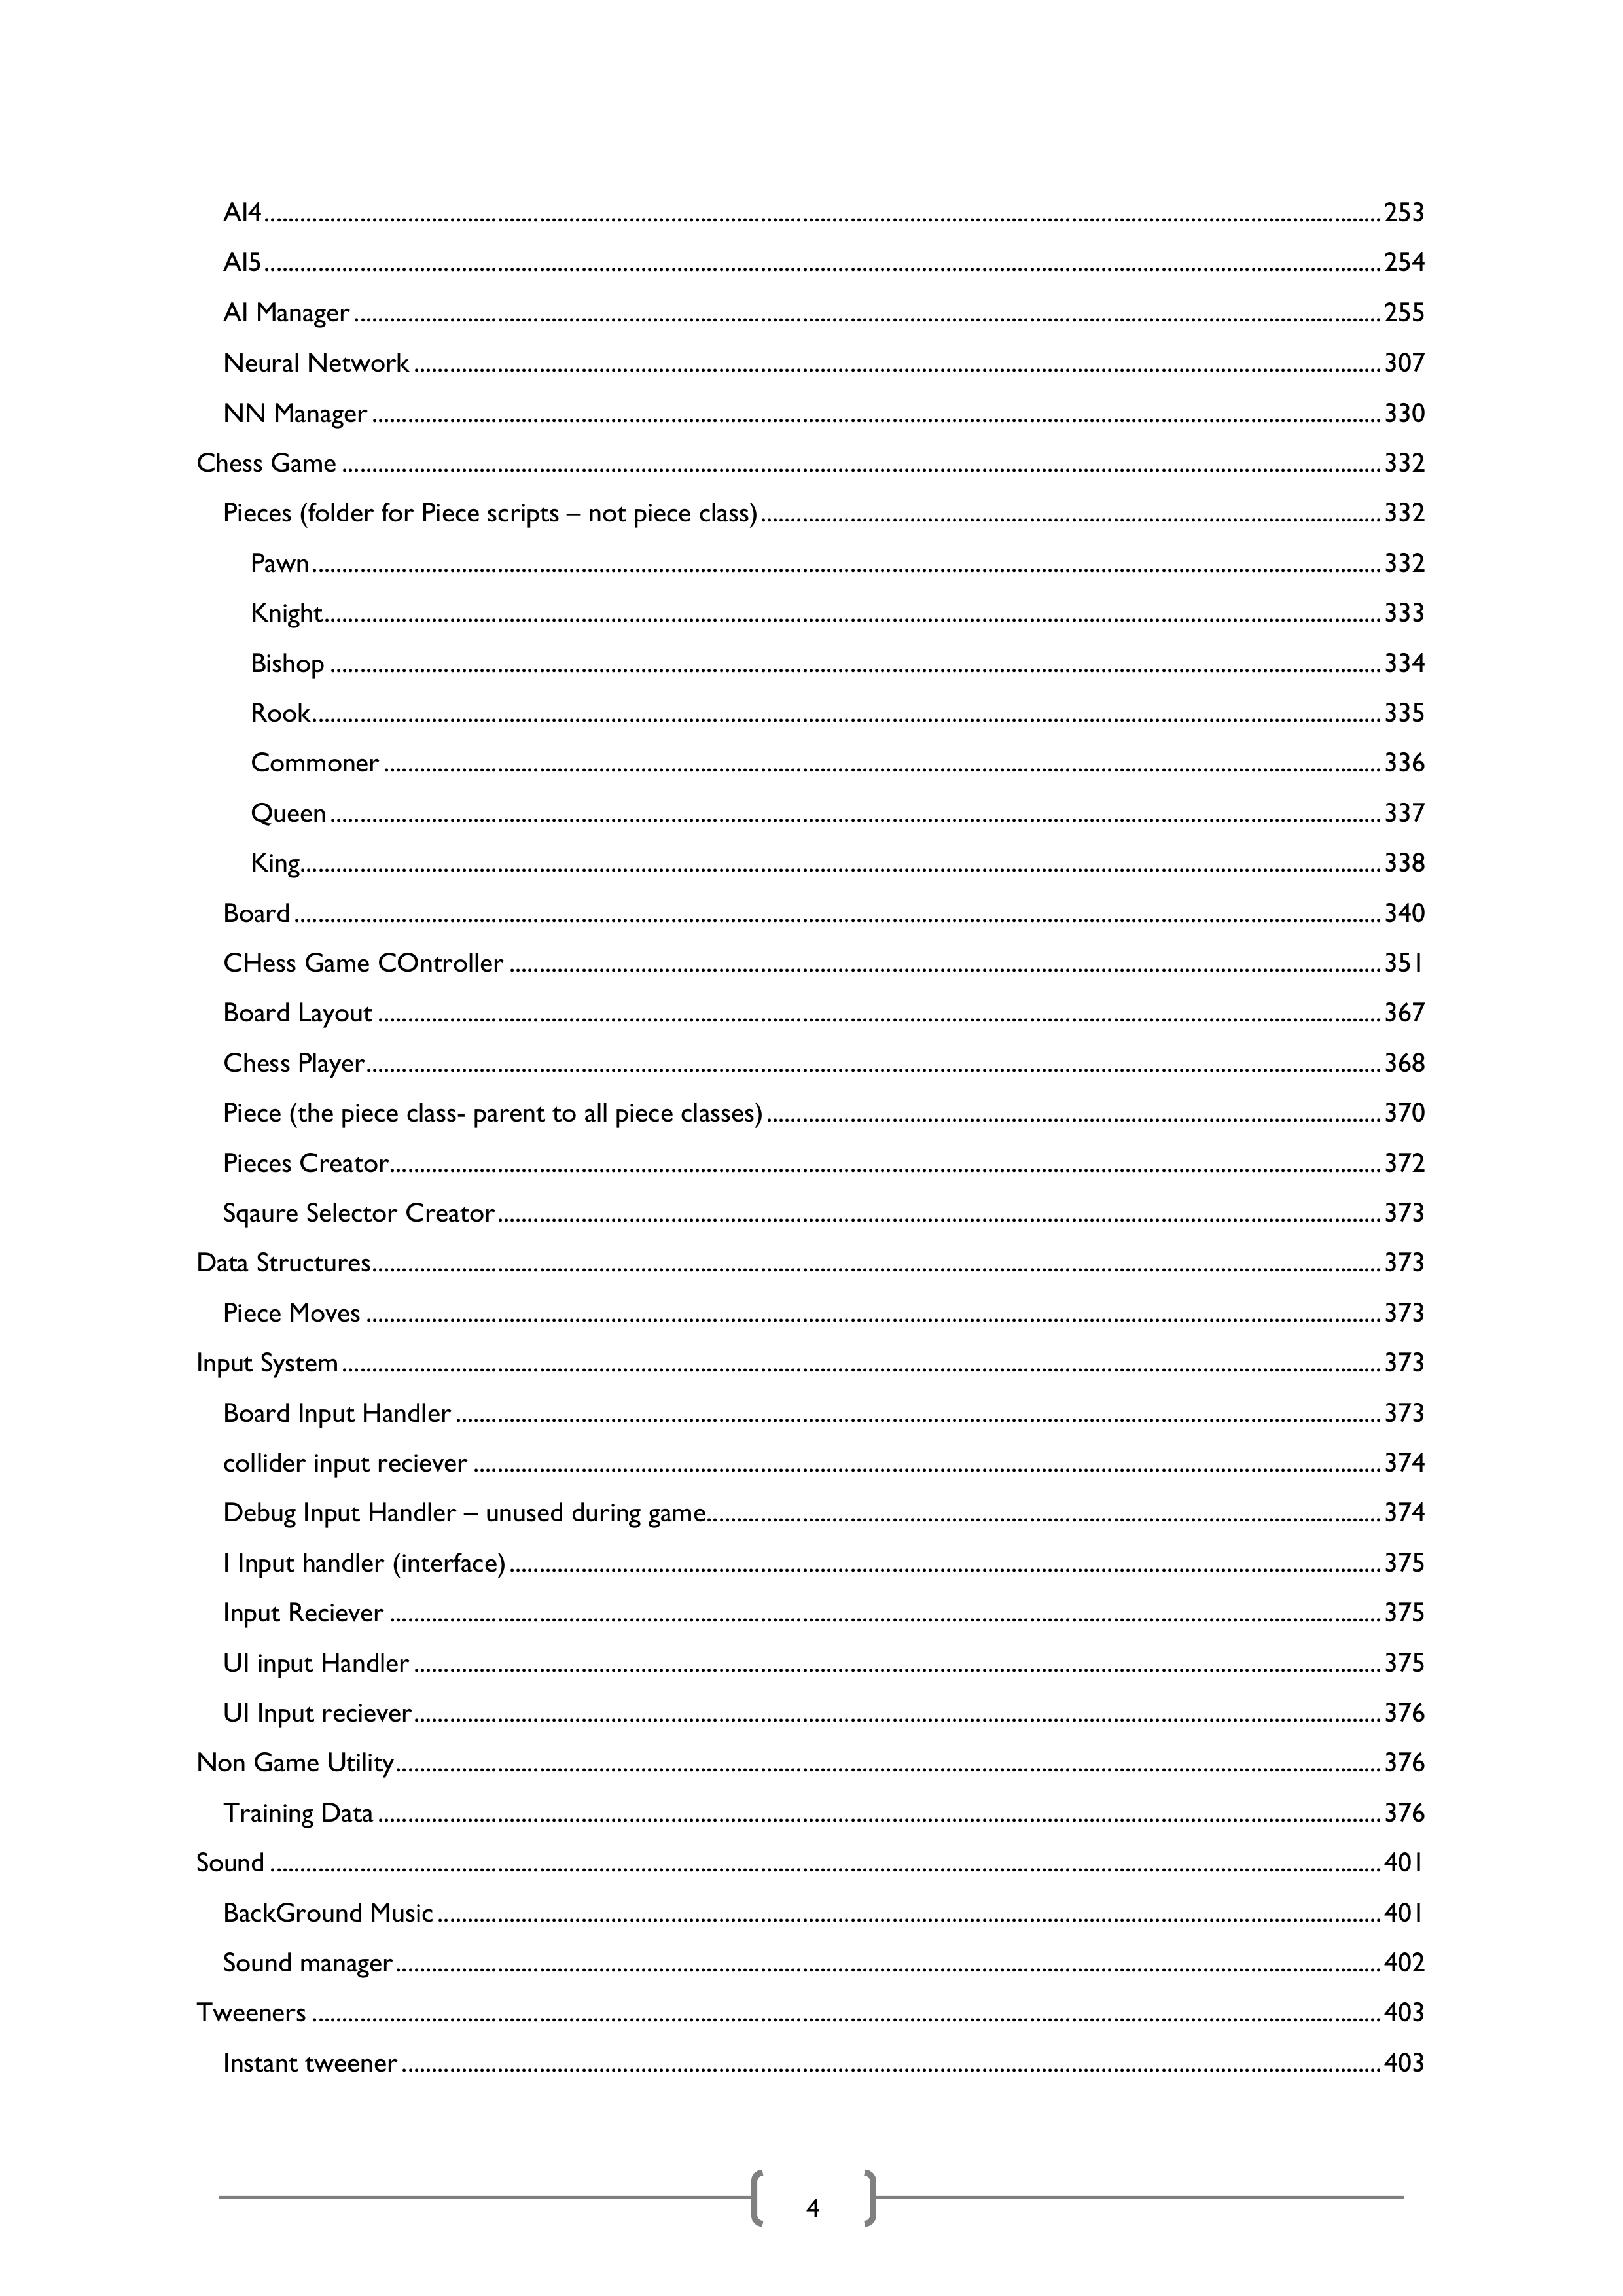 AI4 253
AI5 254
AI Manager 255
Neural Network 307
NN Manager 330
Chess Game 332
Pieces (folder for Piece scripts – not piece class) 332
Pawn 332
Knight 333
Bishop 334
Rook 335
Commoner 336
Queen 337
King 338
Board 340
CHess Game COntroller 351
Board Layout 367
Chess Player 368
Piece (the piece class- parent to all piece classes) 370
Pieces Creator 372
Sqaure Selector Creator 373
Data Structures 373
Piece Moves 373
Input System 373
Board Input Handler 373
collider input reciever 374
Debug Input Handler – unused during game 374
I Input handler (interface) 375
Input Reciever 375
UI input Handler 375
UI Input reciever 376
Non Game Utility 376
Training Data 376
Sound 401
BackGround Music 401
Sound manager 402
Tweeners 403
Instant tweener 403
4